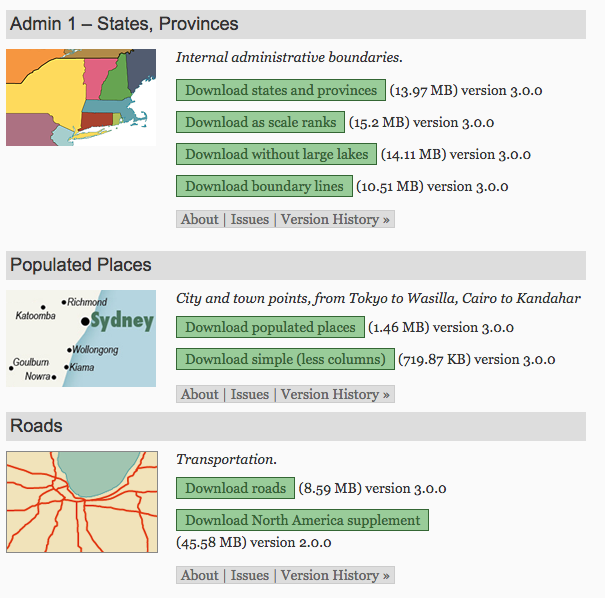 Admin 1 – States, Provinces
Internal administrative boundaries.
Download states and provinces (13.97 MB) version 3.0.0
Download as scale ranks (15.2 MB) version 3.0.0
Download without large lakes (14.11 MB) version 3.0.0
Download boundary lines (10.51 MB) version 3.0.0
About | Issues | Version History »
Populated Places
Richmond
Katoomba
Sydney
Wollongong
Goulburn
Kiama
Nowra
City and town points, from Tokyo to Wasilla, Cairo to Kandahar
Download populated places (1.46 MB) version 3.0.0
Download simple (less columns) (719.87 KB) version 3.0.0
About | Issues | Version History »
Roads
Transportation.
Download roads (8.59 MB) version 3.0.0
Download North America supplement
(45.58 MB) version 2.0.0
About | Issues | Version History »